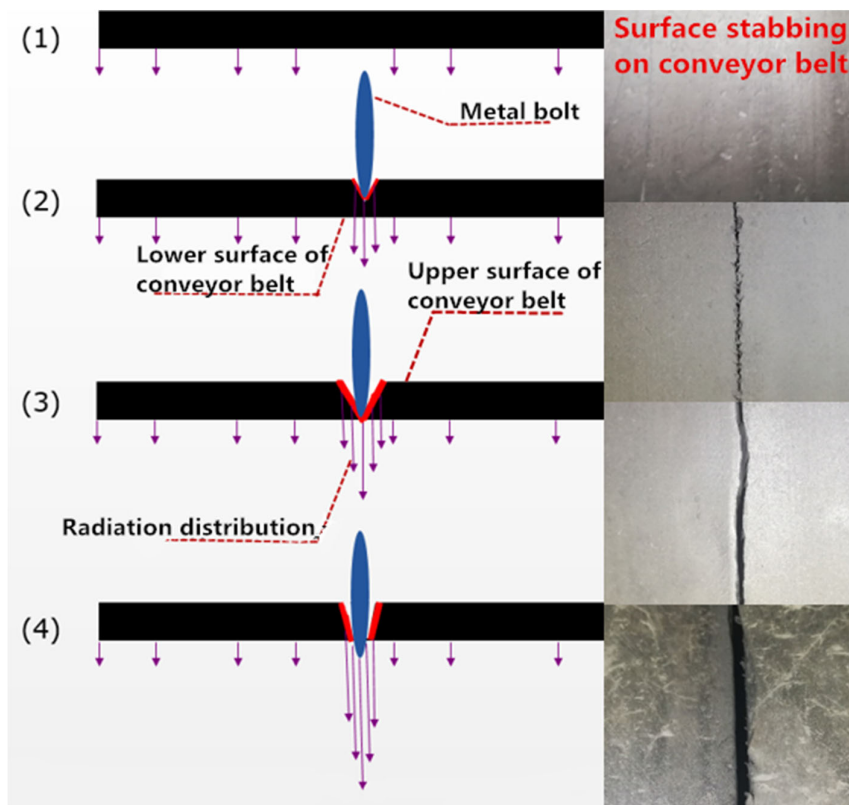 (1)
Surface stabbing
on conveyor belt
Metal bolt
(2)
Lower surface of
conveyor belt
Upper surface of
conveyor belt
(3)
Radiation distribution
(4)